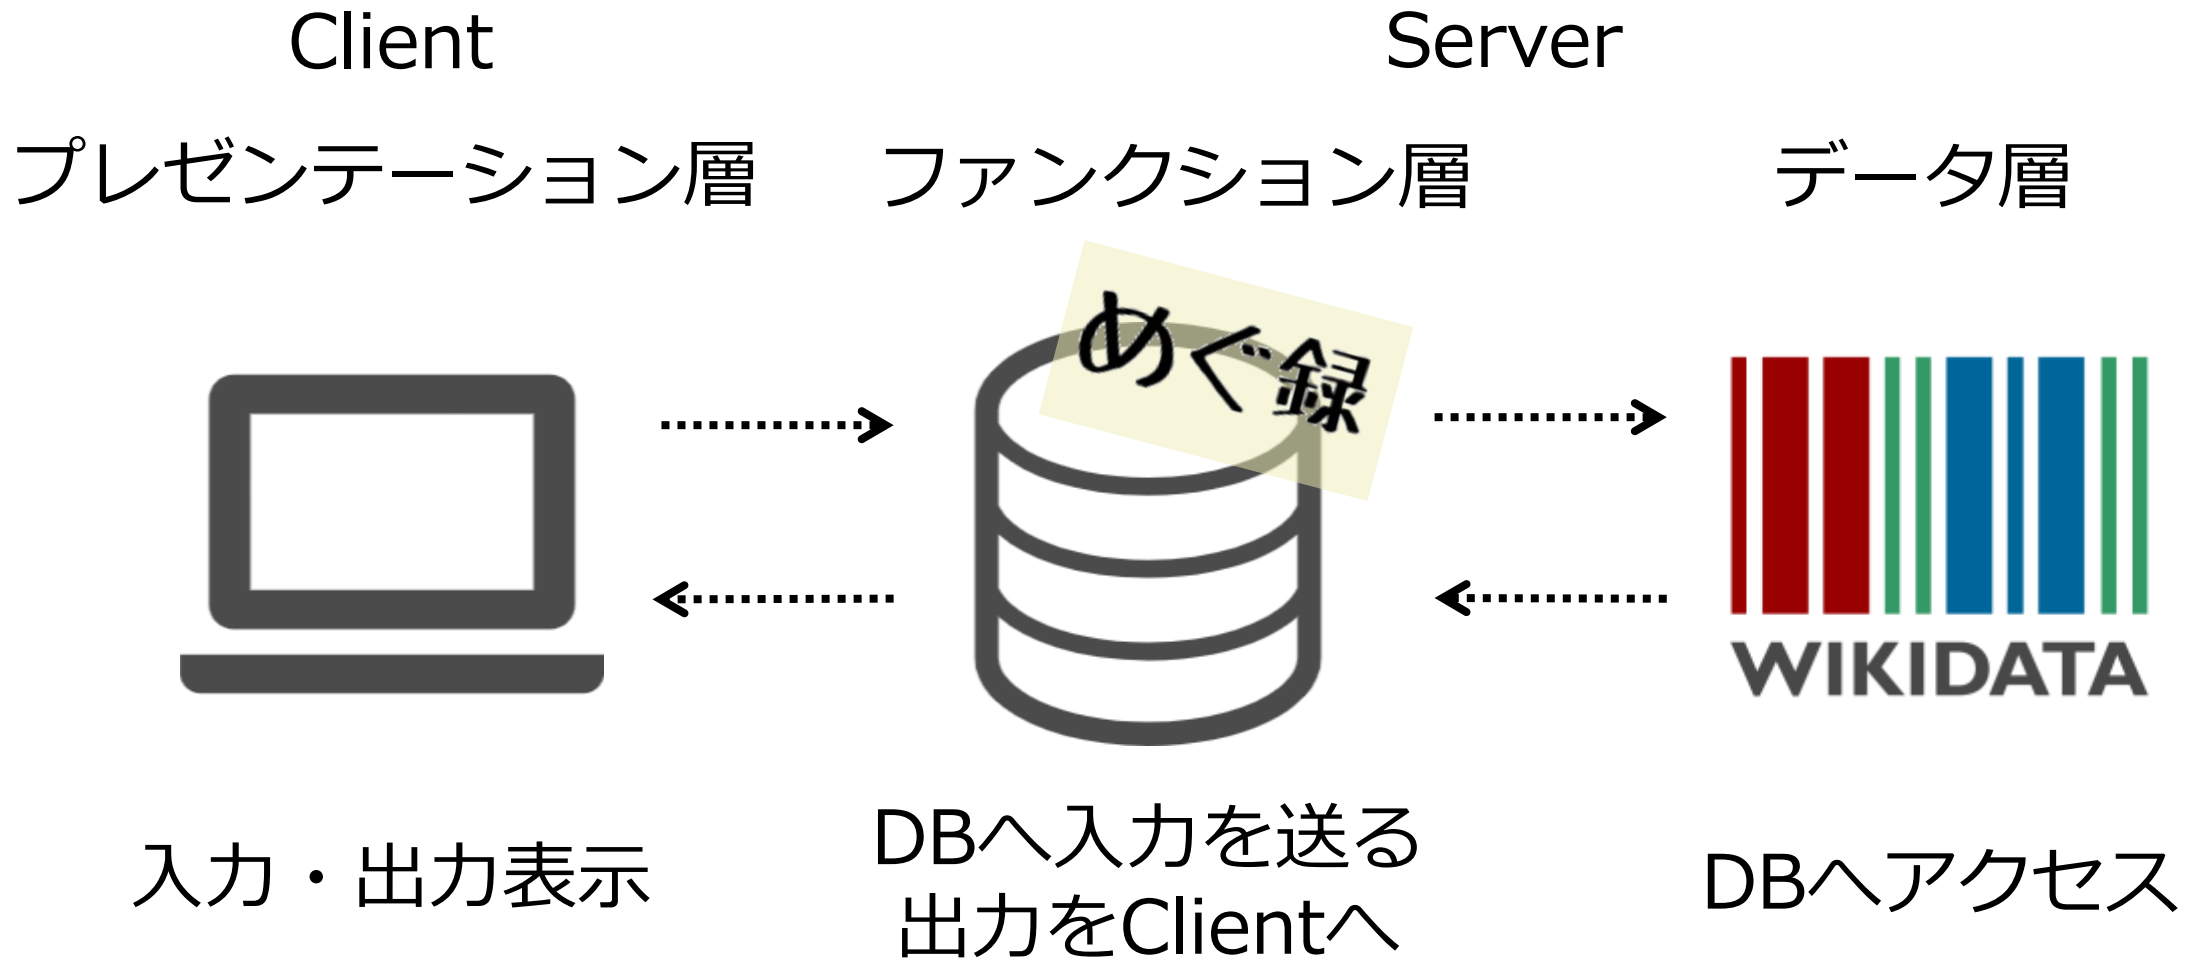 Client
Server
プレゼンテーション層
ファンクション層
データ層
めぐ録
WIKIDATA
入力・出力表示
DBへ入力を送る
出力をClientへ
DBへアクセス